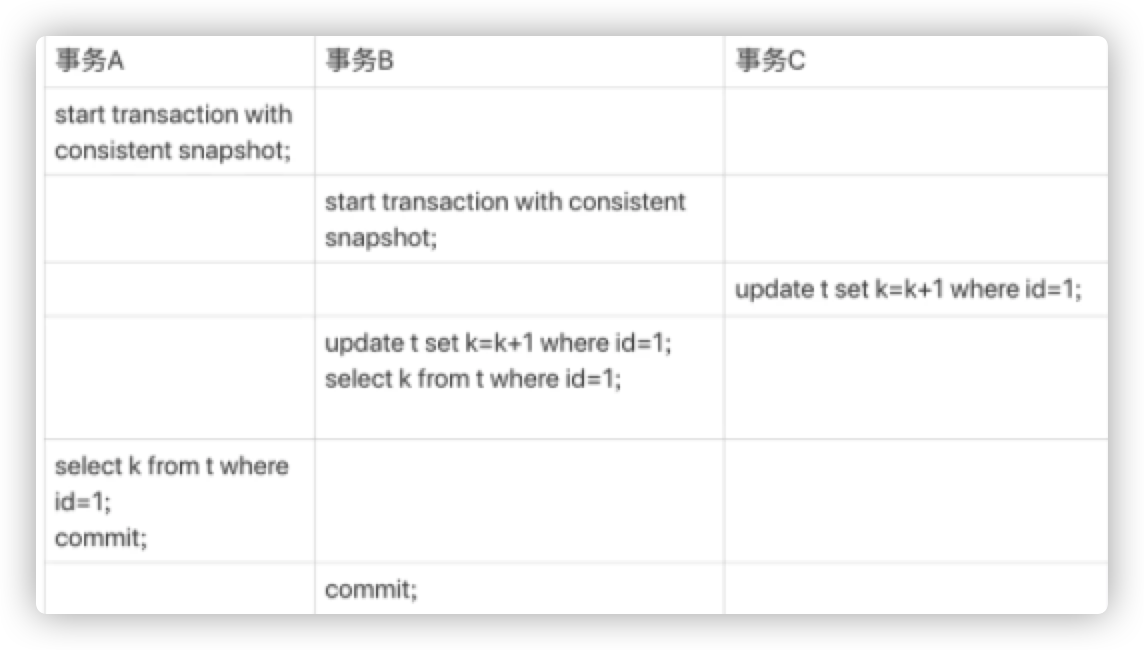 事务A
事务B
事务C
start transaction with
consistent snapshot;
start transaction with consistent
snapshot;
update t set k=k+1 where id=1;
update t set k=k+1 where id=1;
select k from t where id=1;
select k from t where
id=1;
commit;
commit;